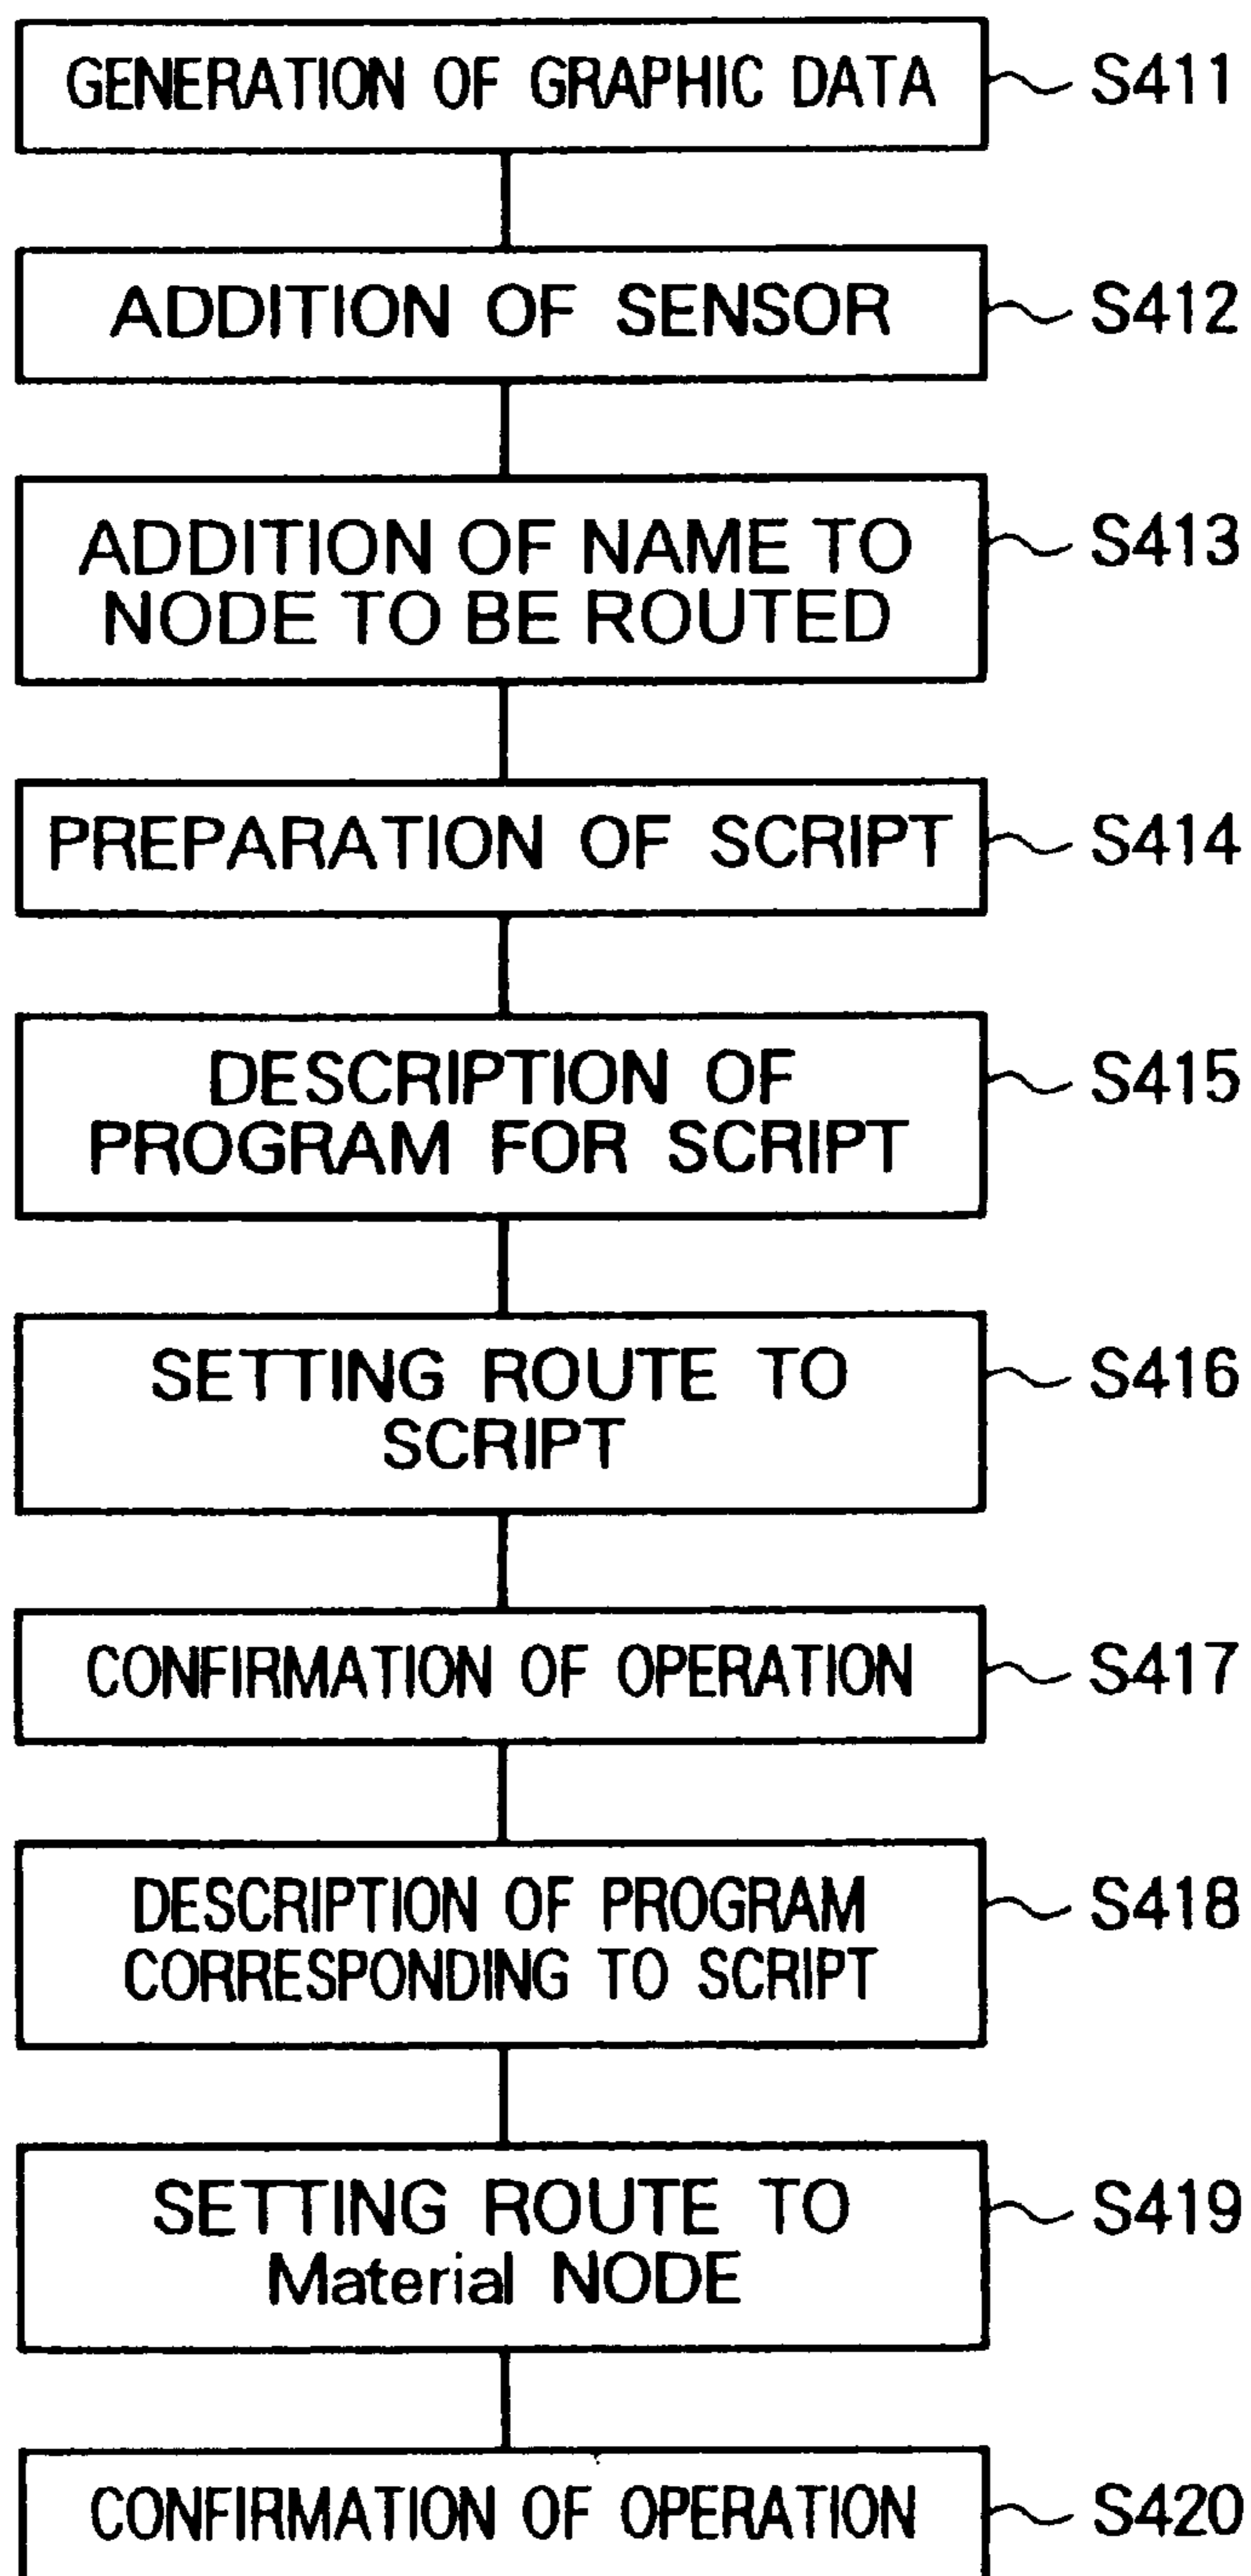 GENERATION OF GRAPHIC DATA S411
ADDITION OF SENSOR S412
ADDITION OF NAME TO S413
NODE TO BE ROUTED
PREPARATION OF SCRIPT S414
DESCRIPTION OF S415
PROGRAM FOR SCRIPT
SETTING ROUTE TO S416
SCRIPT
CONFIRMATION OF OPERATION S417
DESCRIPTION OF PROGRAM S418
CORRESPONDING TO SCRIPT
SETTING ROUTE TO S419
Material NODE
CONFIRMATION OF OPERATION S420